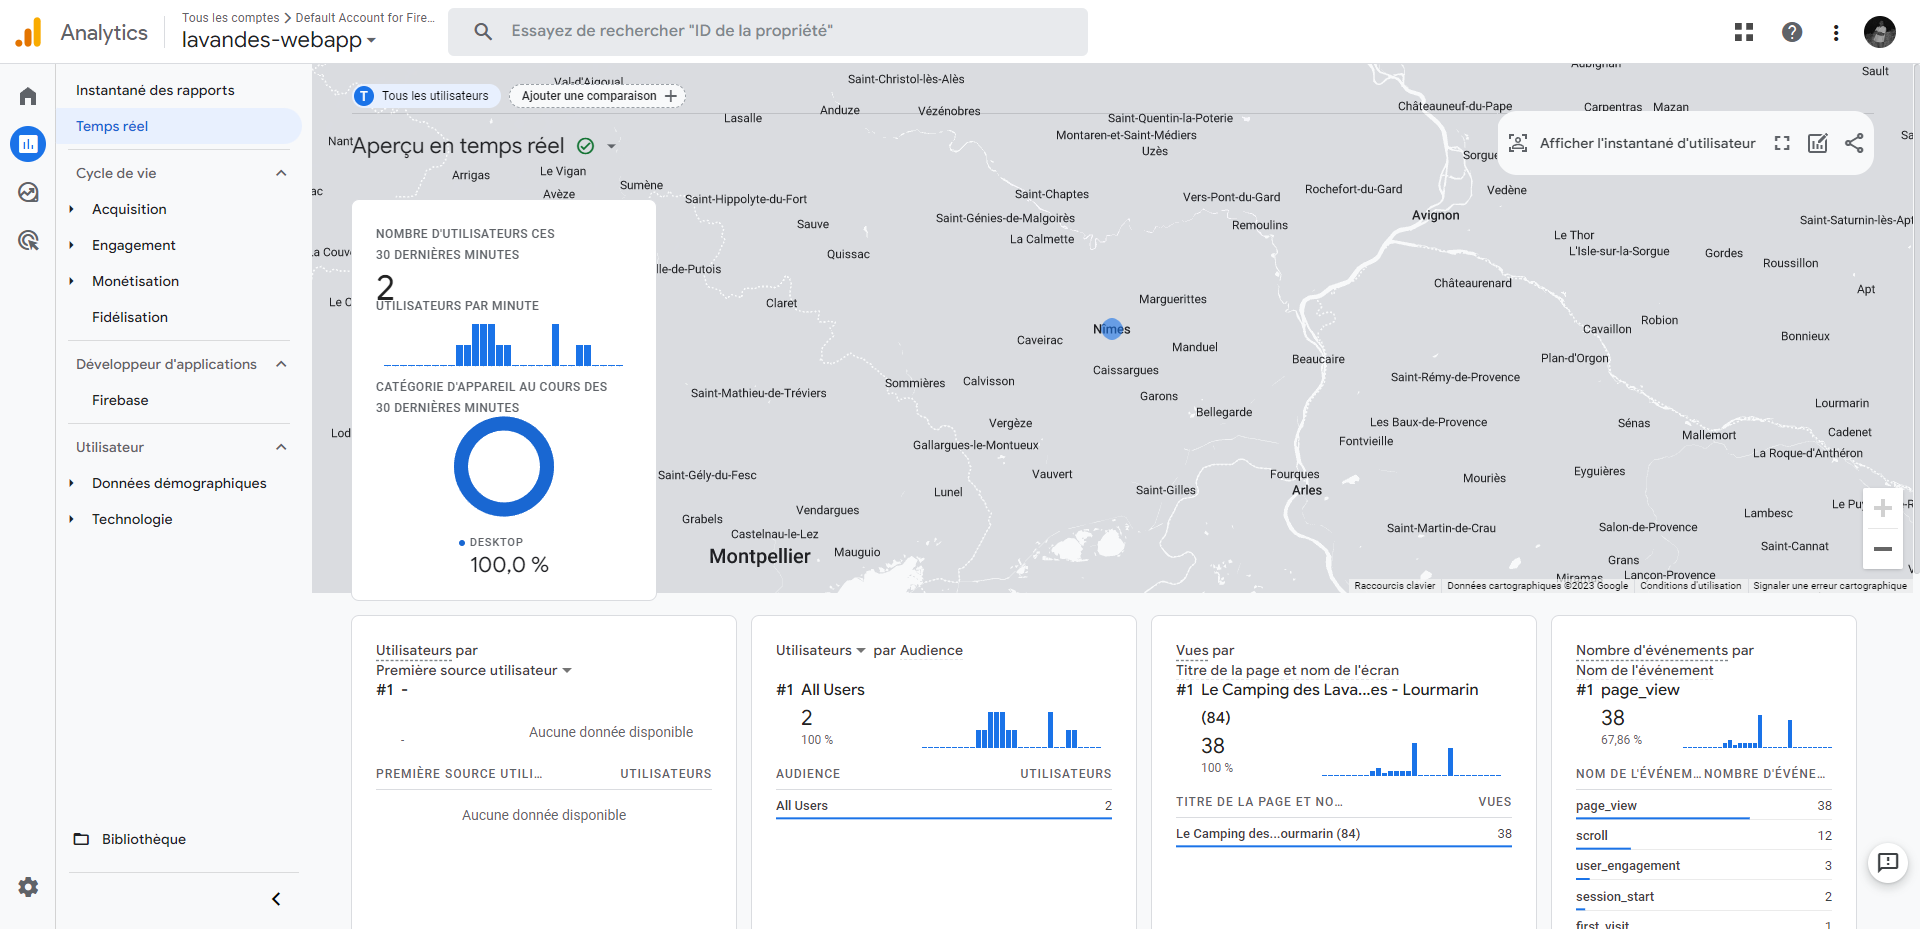 Analytics
Tous les comptes > Default Account for Fire...
lavandes-webapp
Essayez de rechercher "ID de la propriété"
Instantané des rapports
Temps réel
Cycle de vie
Acquisition
Engagement
Monétisation
Fidélisation
Développeur d'applications
Firebase
Utilisateur
Données démographiques
Technologie
Bibliothèque
T Tous les utilisateurs
Ajouter une comparaison
Aperçu en temps réel
Afficher l'instantané d'utilisateur
NOMBRE D'UTILISATEURS CES
30 DERNIÈRES MINUTES
2
UTILISATEURS PAR MINUTE
CATÉGORIE D'APPAREIL AU COURS DES
30 DERNIÈRES MINUTES
DESKTOP
100,0 %
Val-d'Aigoual
Saint-Christol-lès-Alès
Aubignan
Sault
Lasalle
Anduze
Vézénobres
Saint-Quentin-la-Poterie
Châteauneuf-du-Pape
Carpentras
Mazan
Montaren-et-Saint-Médiers
Uzès
Nant
Arrigas
Le Vigan
Avèze
Sumène
Saint-Hippolyte-du-Fort
Saint-Chaptes
Vers-Pont-du-Gard
Rochefort-du-Gard
Sorgue
Vedène
Sauve
Saint-Génies-de-Malgoirès
La Calmette
Remoulins
Avignon
Saint-Saturnin-lès-Apt
Le Thor
L'Isle-sur-la-Sorgue
Gordes
Roussillon
Quissac
lle-de-Putois
Claret
Marguerittes
Châteaurenard
Apt
Nîmes
Caveirac
Manduel
Caissargues
Beaucaire
Cavaillon
Robion
Bonnieux
Plan-d'Orgon
Saint-Rémy-de-Provence
Saint-Mathieu-de-Tréviers
Sommières
Calvisson
Garons
Bellegarde
Lourmarin
Vergèze
Gallargues-le-Montueux
Les Baux-de-Provence
Fontvieille
Sénas
Mallemort
Cadenet
La Roque-d'Anthéron
Lod
Saint-Gély-du-Fesc
Vauvert
Fourques
Arles
Mouriès
Eyguières
Lunel
Saint-Gilles
Grabels
Vendargues
Castelnau-le-Lez
Montpellier
Mauguio
Saint-Martin-de-Crau
Salon-de-Provence
Lambesc
Saint-Cannat
Grans
Miramas
Lançon-Provence
Raccourcis clavier
Données cartographiques ©2023 Google
Conditions d'utilisation
Signaler une erreur cartographique
Utilisateurs par
Première source utilisateur
#1 -
-
Aucune donnée disponible
PREMIÈRE SOURCE UTILI... UTILISATEURS
Aucune donnée disponible
Utilisateurs par Audience
#1 All Users
2
100 %
AUDIENCE UTILISATEURS
All Users 2
Vues par
Titre de la page et nom de l'écran
#1 Le Camping des Lava...es - Lourmarin
(84)
38
100 %
TITRE DE LA PAGE ET NO... VUES
Le Camping des...ourmarin (84) 38
Nombre d'événements par
Nom de l'événement
#1 page_view
38
67,86 %
NOM DE L'ÉVÉNEM... NOMBRE D'ÉVÉNE...
page_view 38
scroll 12
user_engagement 3
session_start 2
first_visit 1